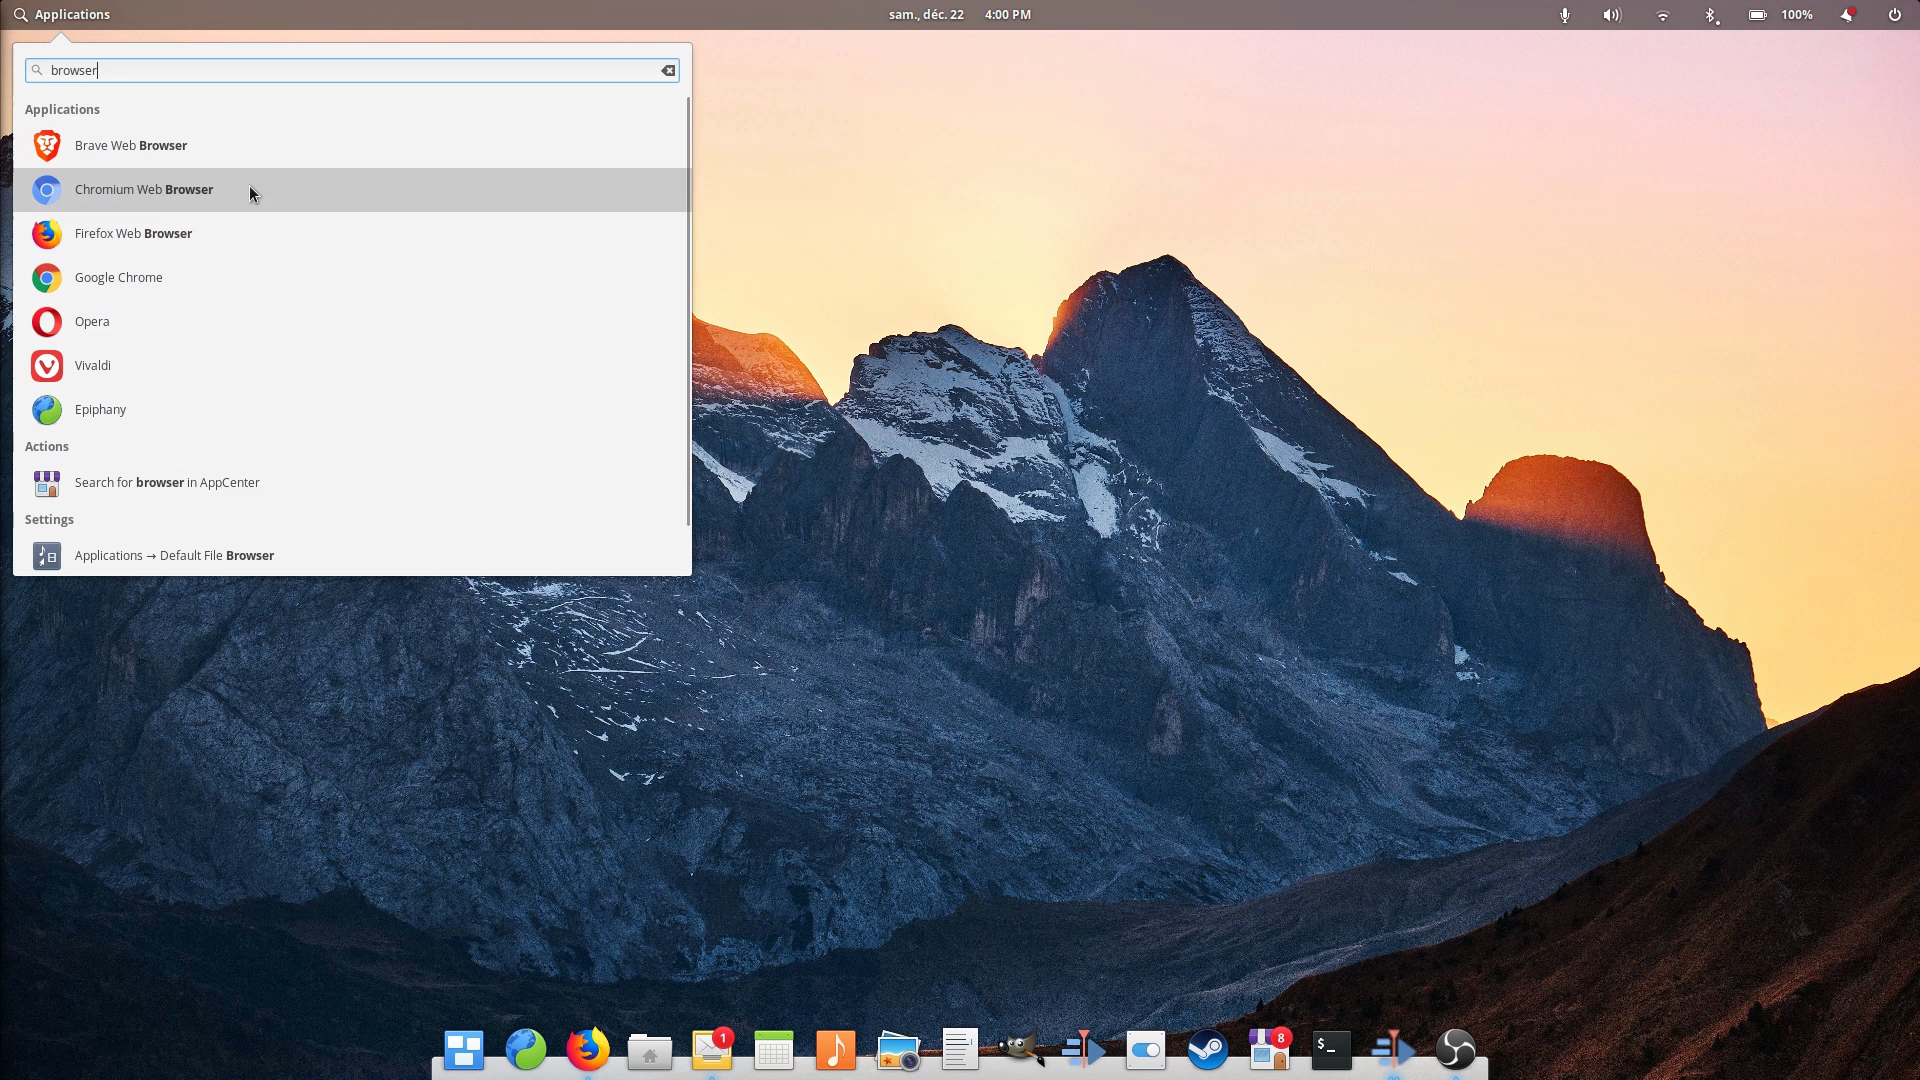 Applications
sam., déc. 22 4:00 PM
100%
browser
Applications
Brave Web Browser
Chromium Web Browser
Firefox Web Browser
Google Chrome
Opera
Vivaldi
Epiphany
Actions
Search for browser in AppCenter
Settings
Applications → Default File Browser
1
8
$_